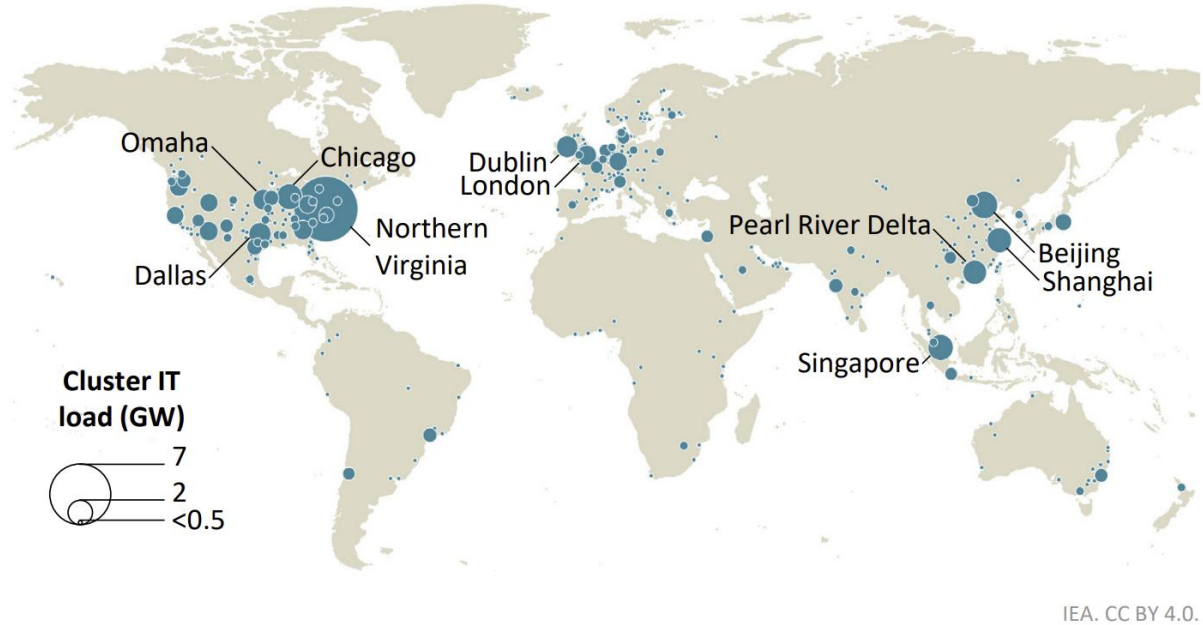 Omaha
Chicago
Dublin
London
Northern
Virginia
Dallas
Pearl River Delta
Beijing
Shanghai
Singapore
Cluster IT
load (GW)
7
2
<0.5
IEA. CC BY 4.0.